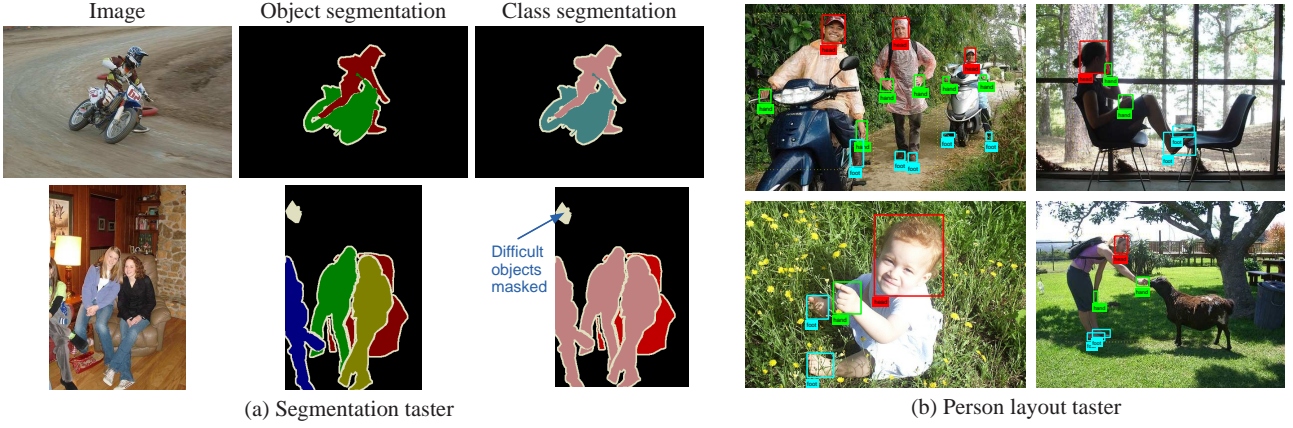 Image
Object segmentation
Class segmentation
Difficult
objects
masked
(a) Segmentation taster
head
head
head
hand
hand
hand
hand
hand
hand
foot
foot
foot
foot
foot
head
hand
hand
foot
foot
head
hand
foot
foot
head
hand
hand
foot
(b) Person layout taster